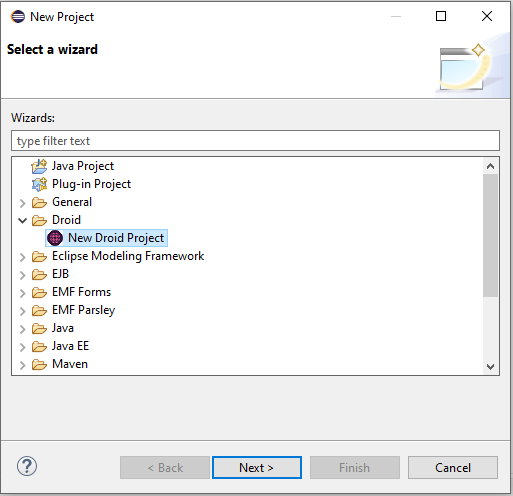 New Project
Select a wizard
Wizards:
type filter text
Java Project
Plug-in Project
General
Droid
New Droid Project
Eclipse Modeling Framework
EJB
EMF Forms
EMF Parsley
Java
Java EE
Maven
?
< Back
Next >
Finish
Cancel